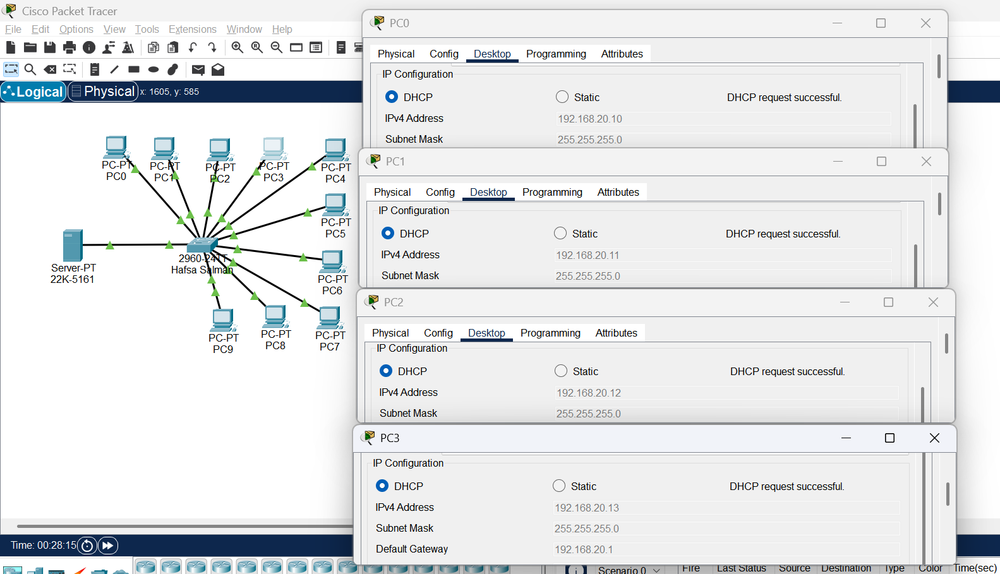 Cisco Packet Tracer
File Edit Options View Tools Extensions Window Help
Logical Physical x: 1605, y: 585
PC-PT
PC0
PC-PT
PC1
PC-PT
PC2
PC-PT
PC3
PC-PT
PC4
PC-PT
PC5
Server-PT
22K-5161
2960-24TT
Hafsa Salman
PC-PT
PC6
PC-PT
PC9
PC-PT
PC8
PC-PT
PC7
Time: 00:28:15
PC0
Physical Config Desktop Programming Attributes
IP Configuration
DHCP Static DHCP request successful.
IPv4 Address 192.168.20.10
Subnet Mask 255.255.255.0
PC1
Physical Config Desktop Programming Attributes
IP Configuration
DHCP Static DHCP request successful.
IPv4 Address 192.168.20.11
Subnet Mask 255.255.255.0
PC2
Physical Config Desktop Programming Attributes
IP Configuration
DHCP Static DHCP request successful.
IPv4 Address 192.168.20.12
Subnet Mask 255.255.255.0
PC3
IP Configuration
DHCP Static DHCP request successful.
IPv4 Address 192.168.20.13
Subnet Mask 255.255.255.0
Default Gateway 192.168.20.1
Scenario 0 Fire Last Status Source Destination Type Color Time(sec)